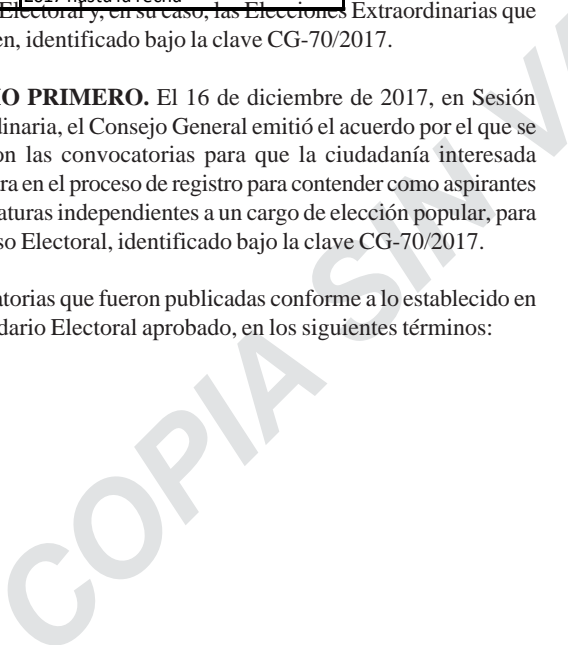 Electoral y, en su caso, las Elecciones Extraordinarias que
en, identificado bajo la clave CG-70/2017.
O PRIMERO. El 16 de diciembre de 2017, en Sesión
dinaria, el Consejo General emitió el acuerdo por el que se
on las convocatorias para que la ciudadanía interesada
ra en el proceso de registro para contender como aspirantes
aturas independientes a un cargo de elección popular, para
so Electoral, identificado bajo la clave CG-70/2017.
atorias que fueron publicadas conforme a lo establecido en
dario Electoral aprobado, en los siguientes términos:
COPIA SIN VA